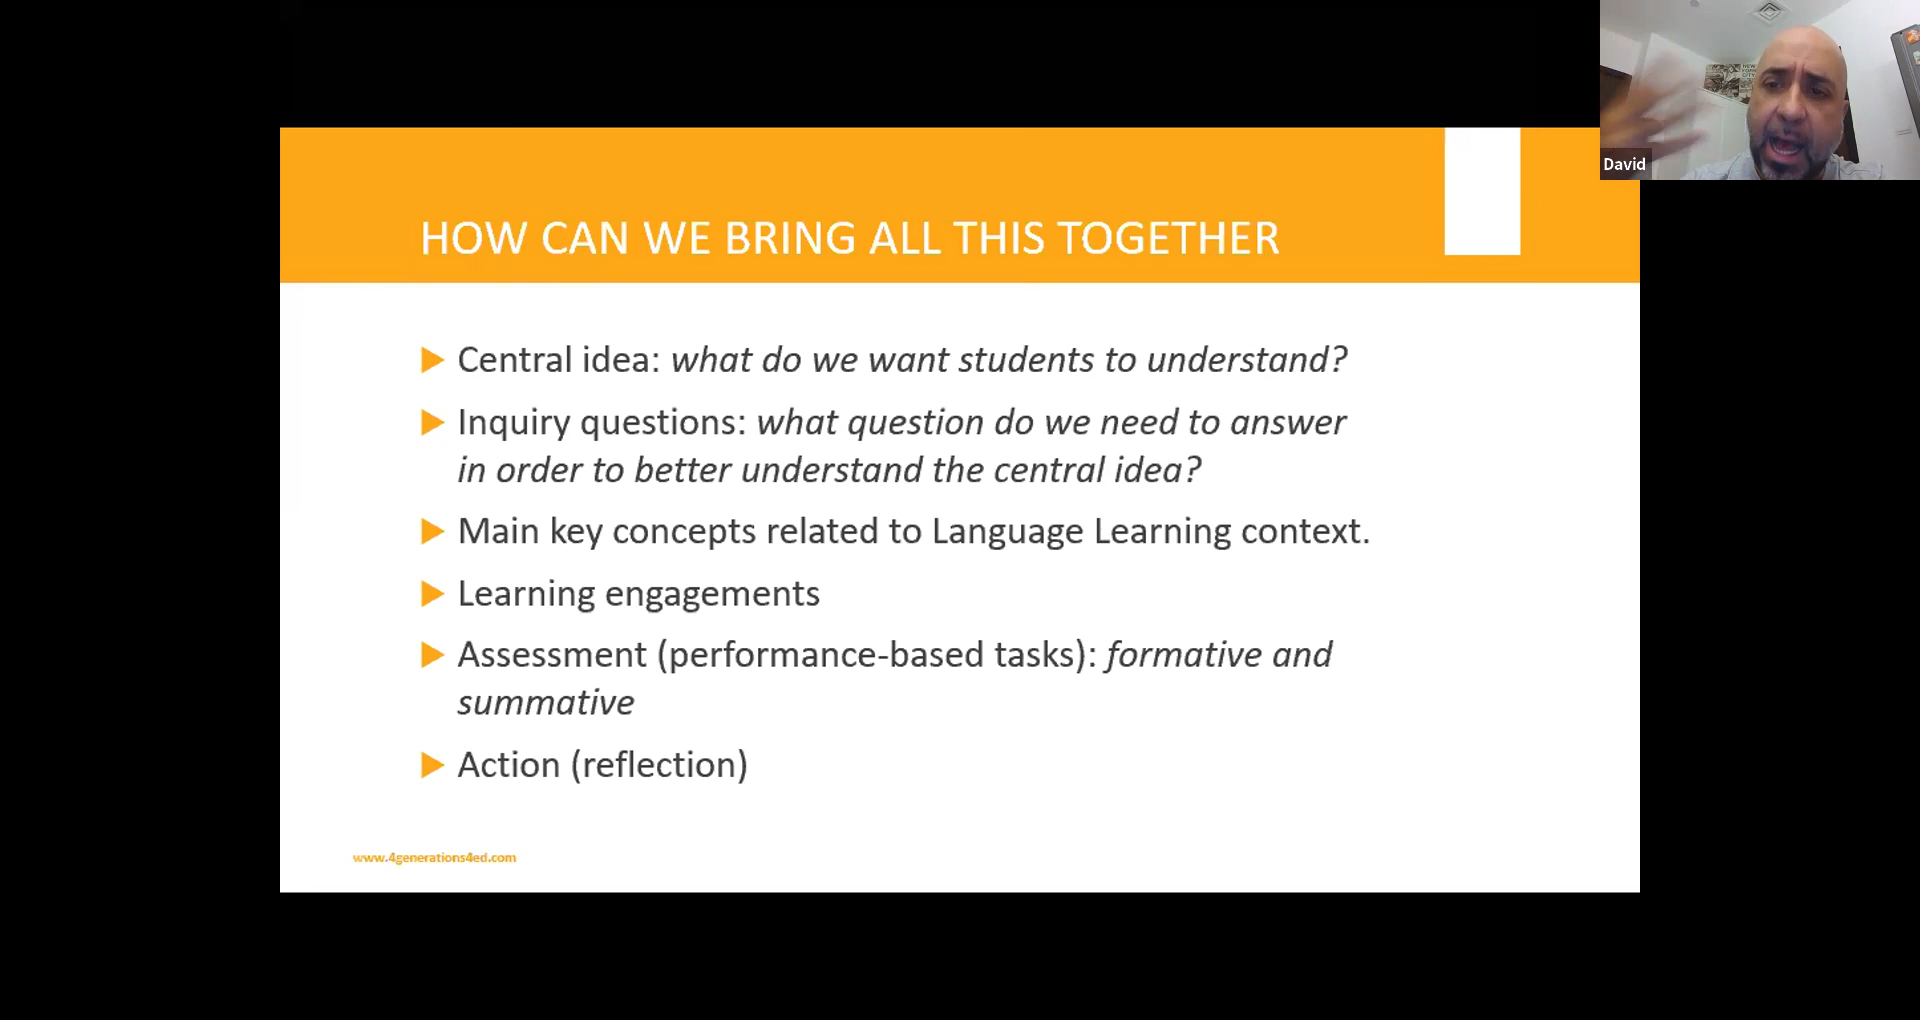 HOW CAN WE BRING ALL THIS TOGETHER
Central idea: what do we want students to understand?
Inquiry questions: what question do we need to answer
in order to better understand the central idea?
Main key concepts related to Language Learning context.
Learning engagements
Assessment (performance-based tasks): formative and
summative
Action (reflection)
www.4generations4ed.com
David